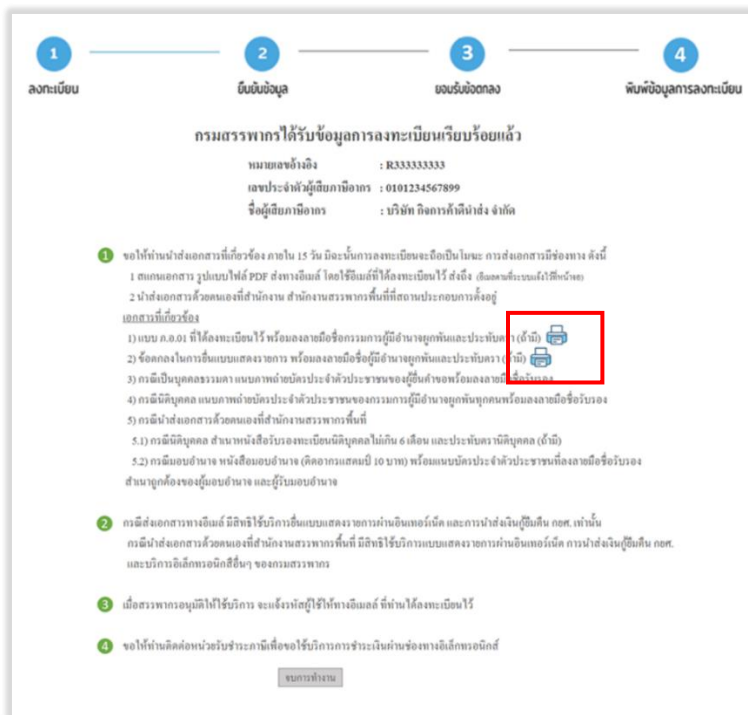 1 2 3 4
ลงทะเบียน ยืนยันข้อมูล ยอมรับข้อตกลง พิมพ์ข้อมูลการลงทะเบียน
กรมสรรพากรได้รับข้อมูลการลงทะเบียนเรียบร้อยแล้ว
หมายเลขอ้างอิง : R333333333
เลขประจำตัวผู้เสียภาษีอากร : 0101234567899
ชื่อผู้เสียภาษีอากร : บริษัท กิจการค้าดีนำส่ง จำกัด
1 ขอให้ท่านนำส่งเอกสารที่เกี่ยวข้อง ภายใน 15 วัน มิฉะนั้นการลงทะเบียนจะถือเป็นโมฆะ การส่งเอกสารมีช่องทาง ดังนี้
1 สแกนเอกสาร รูปแบบไฟล์ PDF ส่งทางอีเมล์ โดยใช้อีเมล์ที่ได้ลงทะเบียนไว้ ส่งถึง (อีเมลตามที่ระบบแจ้งไว้ที่หน้าจอ)
2 นำส่งเอกสารด้วยตนเองที่สำนักงาน สำนักงานสรรพากรพื้นที่ที่สถานประกอบการตั้งอยู่
เอกสารที่เกี่ยวข้อง
1) แบบ ภ.อ.01 ที่ได้ลงทะเบียนไว้ พร้อมลงลายมือชื่อกรรมการผู้มีอำนาจผูกพันและประทับตรา (ถ้ามี)
2) ข้อตกลงในการยื่นแบบแสดงรายการ พร้อมลงลายมือชื่อผู้มีอำนาจผูกพันและประทับตรา (ถ้ามี)
3) กรณีเป็นบุคคลธรรมดา แนบภาพถ่ายบัตรประจำตัวประชาชนของผู้ยื่นคำขอพร้อมลงลายมือชื่อรับรอง
4) กรณีนิติบุคคล แนบภาพถ่ายบัตรประจำตัวประชาชนของกรรมการผู้มีอำนาจผูกพันทุกคนพร้อมลงลายมือชื่อรับรอง
5) กรณีนำส่งเอกสารด้วยตนเองที่สำนักงานสรรพากรพื้นที่
5.1) กรณีนิติบุคคล สำเนาหนังสือรับรองทะเบียนนิติบุคคลไม่เกิน 6 เดือน และประทับตรานิติบุคคล (ถ้ามี)
5.2) กรณีมอบอำนาจ หนังสือมอบอำนาจ (ติดอากรแสตมป์ 10 บาท) พร้อมแนบบัตรประจำตัวประชาชนที่ลงลายมือชื่อรับรอง
สำเนาถูกต้องของผู้มอบอำนาจ และผู้รับมอบอำนาจ
2 กรณีส่งเอกสารทางอีเมล์ มีสิทธิใช้บริการยื่นแบบแสดงรายการผ่านอินเทอร์เน็ต และการนำส่งเงินกู้ยืมคืน กยศ. เท่านั้น
กรณีนำส่งเอกสารด้วยตนเองที่สำนักงานสรรพากรพื้นที่ มีสิทธิใช้บริการแบบแสดงรายการผ่านอินเทอร์เน็ต การนำส่งเงินกู้ยืมคืน กยศ.
และบริการอิเล็กทรอนิกส์อื่นๆ ของกรมสรรพากร
3 เมื่อสรรพากรอนุมัติให้ใช้บริการ จะแจ้งรหัสผู้ใช้ให้ทางอีเมลล์ ที่ท่านได้ลงทะเบียนไว้
4 ขอให้ท่านติดต่อหน่วยรับชำระภาษีเพื่อขอใช้บริการการชำระเงินผ่านช่องทางอิเล็กทรอนิกส์
จบการทำงาน